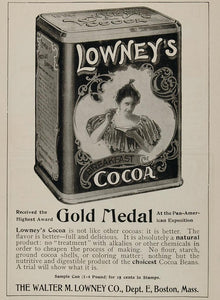 LOWNEY'S
BREAKFAST
COCOA
Received the
Highest Award
Gold Medal
At the Pan-Amer-
ican Exposition
Lowney's Cocoa is not like other cocoas: it is better. The
flavor is better—full and delicious. It is absolutely a natural
product: no "treatment" with alkalies or other chemicals in
order to cheapen the process of making. No flour, starch,
ground cocoa shells, or coloring matter; nothing but the
nutritive and digestible product of the choicest Cocoa Beans.
A trial will show what it is.
Sample Can (1-4 Pound) for 15 cents in Stamps.
THE WALTER M. LOWNEY CO., Dept. E, Boston, Mass.